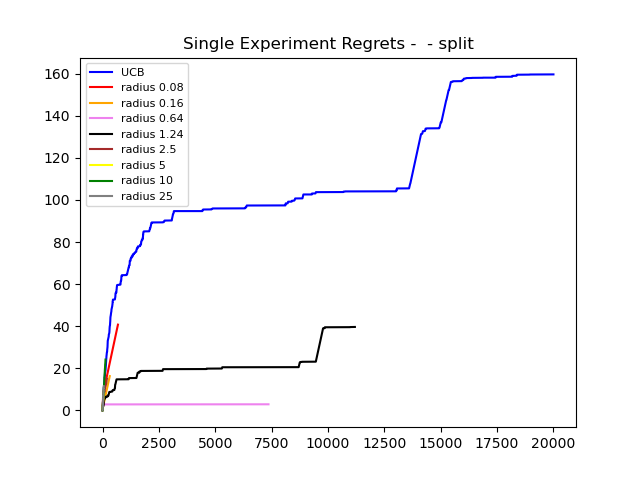 Single Experiment Regrets -  - split
UCB
radius 0.08
radius 0.16
radius 0.64
radius 1.24
radius 2.5
radius 5
radius 10
radius 25
160
140
120
100
80
60
40
20
0
0 2500 5000 7500 10000 12500 15000 17500 20000